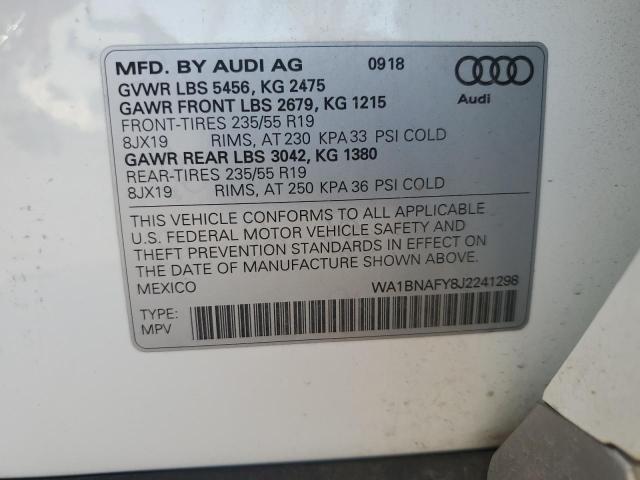 MFD. BY AUDI AG 0918
GVWR LBS 5456, KG 2475
GAWR FRONT LBS 2679, KG 1215
FRONT-TIRES 235/55 R19
8JX19 RIMS, AT 230 KPA 33 PSI COLD
GAWR REAR LBS 3042, KG 1380
REAR-TIRES 235/55 R19
8JX19 RIMS, AT 250 KPA 36 PSI COLD
Audi
THIS VEHICLE CONFORMS TO ALL APPLICABLE
U.S. FEDERAL MOTOR VEHICLE SAFETY AND
THEFT PREVENTION STANDARDS IN EFFECT ON
THE DATE OF MANUFACTURE SHOWN ABOVE.
MEXICO WA1BNAFY8J2241298
TYPE:
MPV